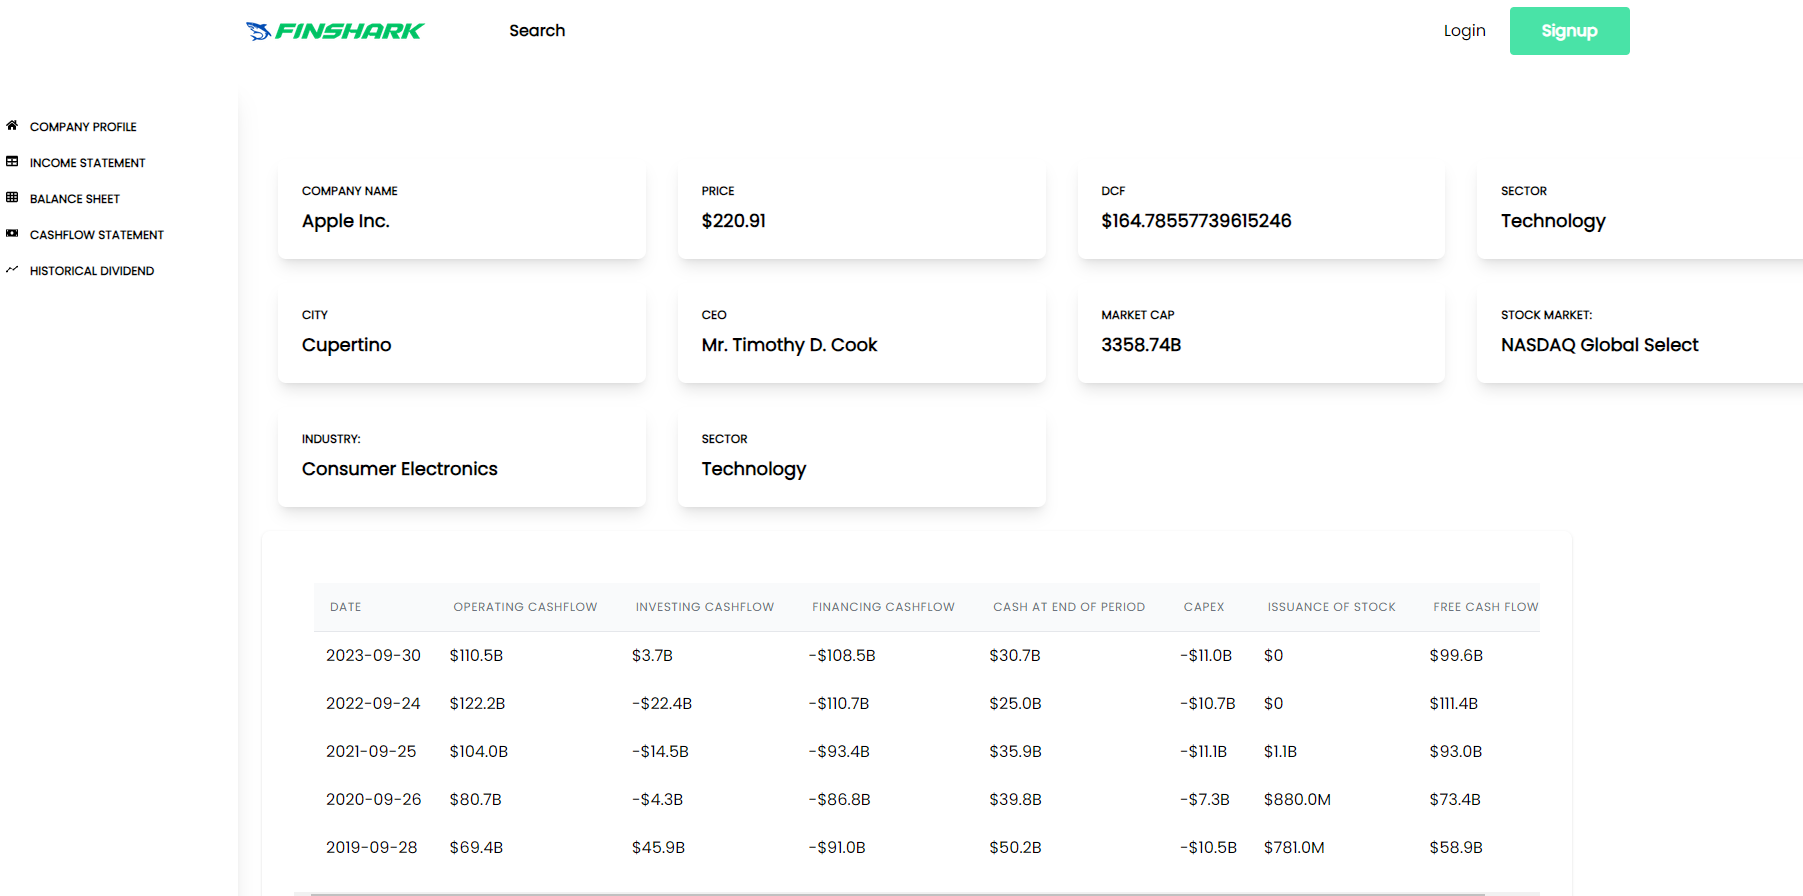 FINSHARK Search Login Signup
COMPANY PROFILE
INCOME STATEMENT
BALANCE SHEET
CASHFLOW STATEMENT
HISTORICAL DIVIDEND
COMPANY NAME
Apple Inc.
PRICE
$220.91
DCF
$164.78557739615246
SECTOR
Technology
CITY
Cupertino
CEO
Mr. Timothy D. Cook
MARKET CAP
3358.74B
STOCK MARKET:
NASDAQ Global Select
INDUSTRY:
Consumer Electronics
SECTOR
Technology
DATE OPERATING CASHFLOW INVESTING CASHFLOW FINANCING CASHFLOW CASH AT END OF PERIOD CAPEX ISSUANCE OF STOCK FREE CASH FLOW
2023-09-30 $110.5B $3.7B -$108.5B $30.7B -$11.0B $0 $99.6B
2022-09-24 $122.2B -$22.4B -$110.7B $25.0B -$10.7B $0 $111.4B
2021-09-25 $104.0B -$14.5B -$93.4B $35.9B -$11.1B $1.1B $93.0B
2020-09-26 $80.7B -$4.3B -$86.8B $39.8B -$7.3B $880.0M $73.4B
2019-09-28 $69.4B $45.9B -$91.0B $50.2B -$10.5B $781.0M $58.9B